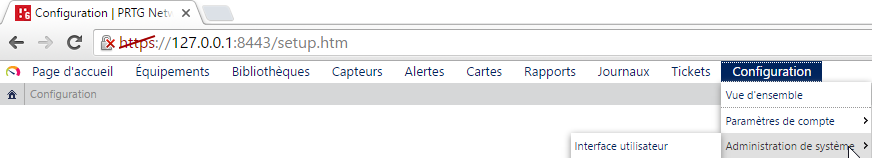 Configuration | PRTG Netw
https://127.0.0.1:8443/setup.htm
Page d'accueil Équipements Bibliothèques Capteurs Alertes Cartes Rapports Journaux Tickets Configuration
Configuration
Vue d'ensemble
Paramètres de compte
Interface utilisateur Administration de système